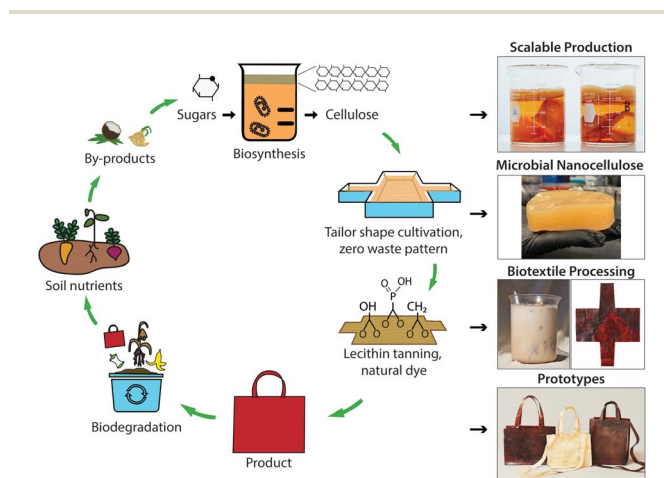 Scalable Production
Sugars
Cellulose
Biosynthesis
By-products
Microbial Nanocellulose
Tailor shape cultivation,
zero waste pattern
Soil nutrients
Biotextile Processing
O
OH
P
OH
CH₂
Lecithin tanning,
natural dye
Prototypes
Biodegradation
Product